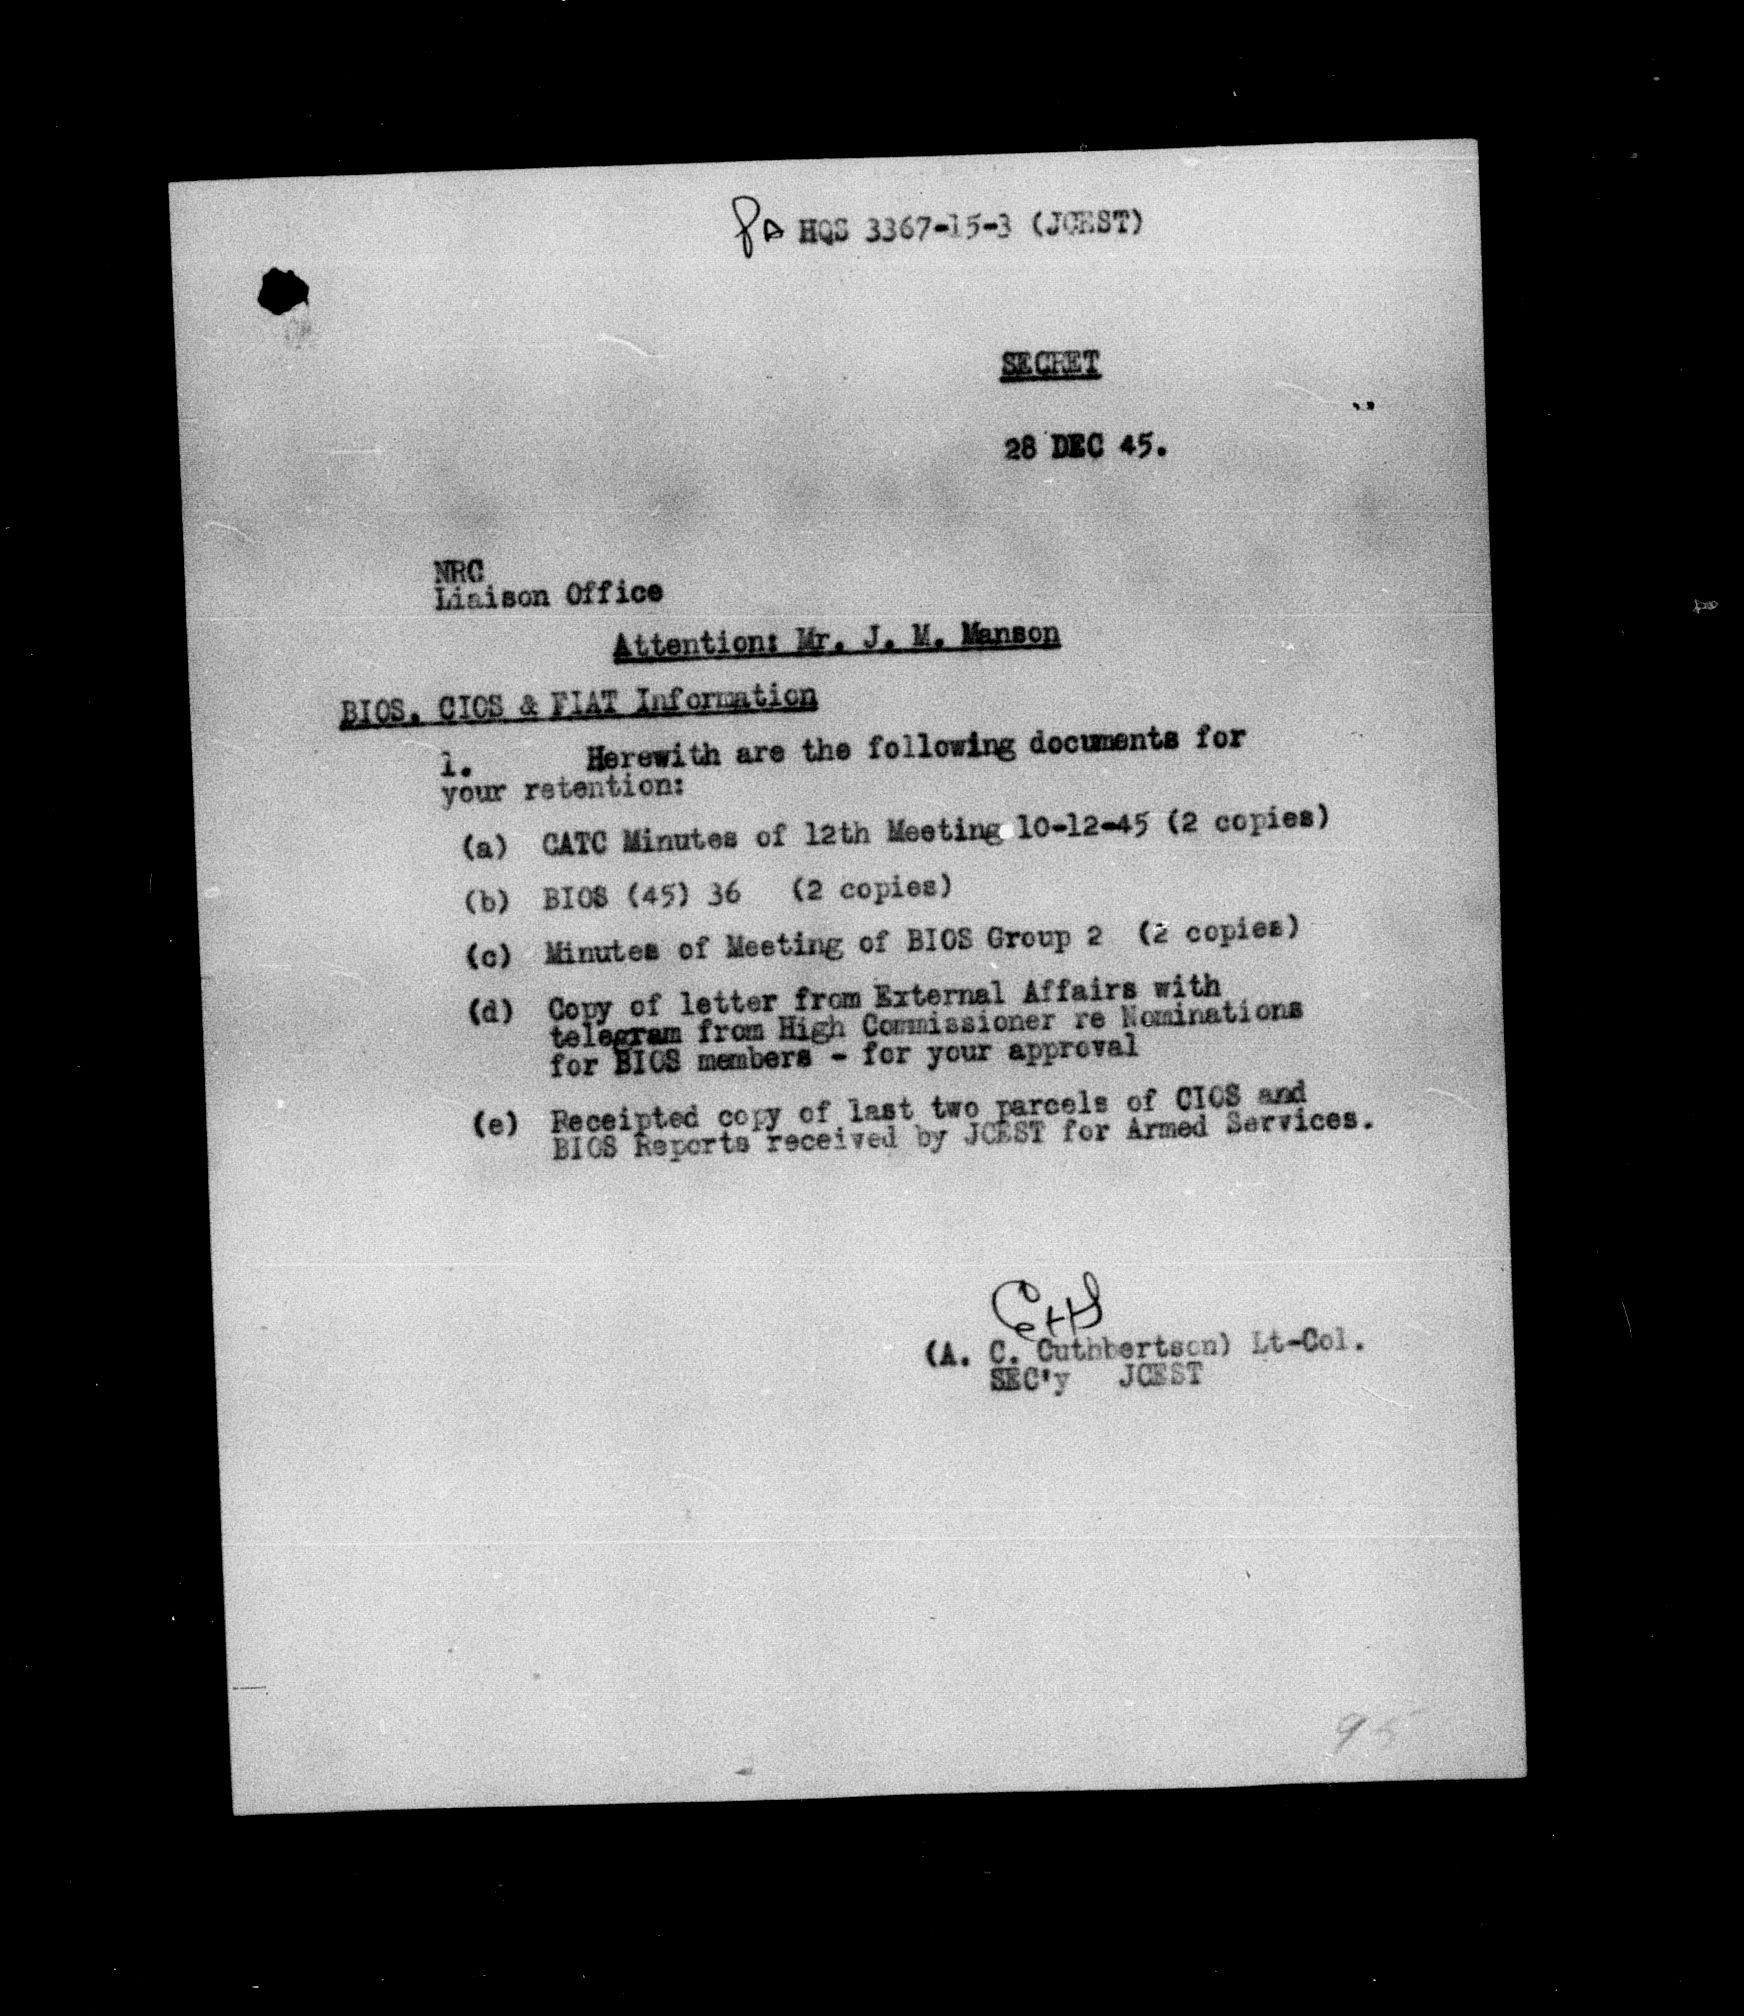 HQS 3367-15-3 (JCEST)
SECRET
28 DEC 45.
NRC
Liaison Office
Attention: Mr. J. M. Manson
BIOS, CIOS & FIAT Information
1. Herewith are the following documents for
your retention:
(a) CATC Minutes of 12th Meeting 10-12-45 (2 copies)
(b) BIOS (45) 36 (2 copies)
(c) Minutes of Meeting of BIOS Group 2 (2 copies)
(d) Copy of letter from External Affairs with
telegram from High Commissioner re Nominations
for BIOS members - for your approval
(e) Receipted copy of last two parcels of CIOS and
BIOS Reports received by JCEST for Armed Services.
(A. C. Cuthbertson) Lt-Col.
SEC'y JCEST
95